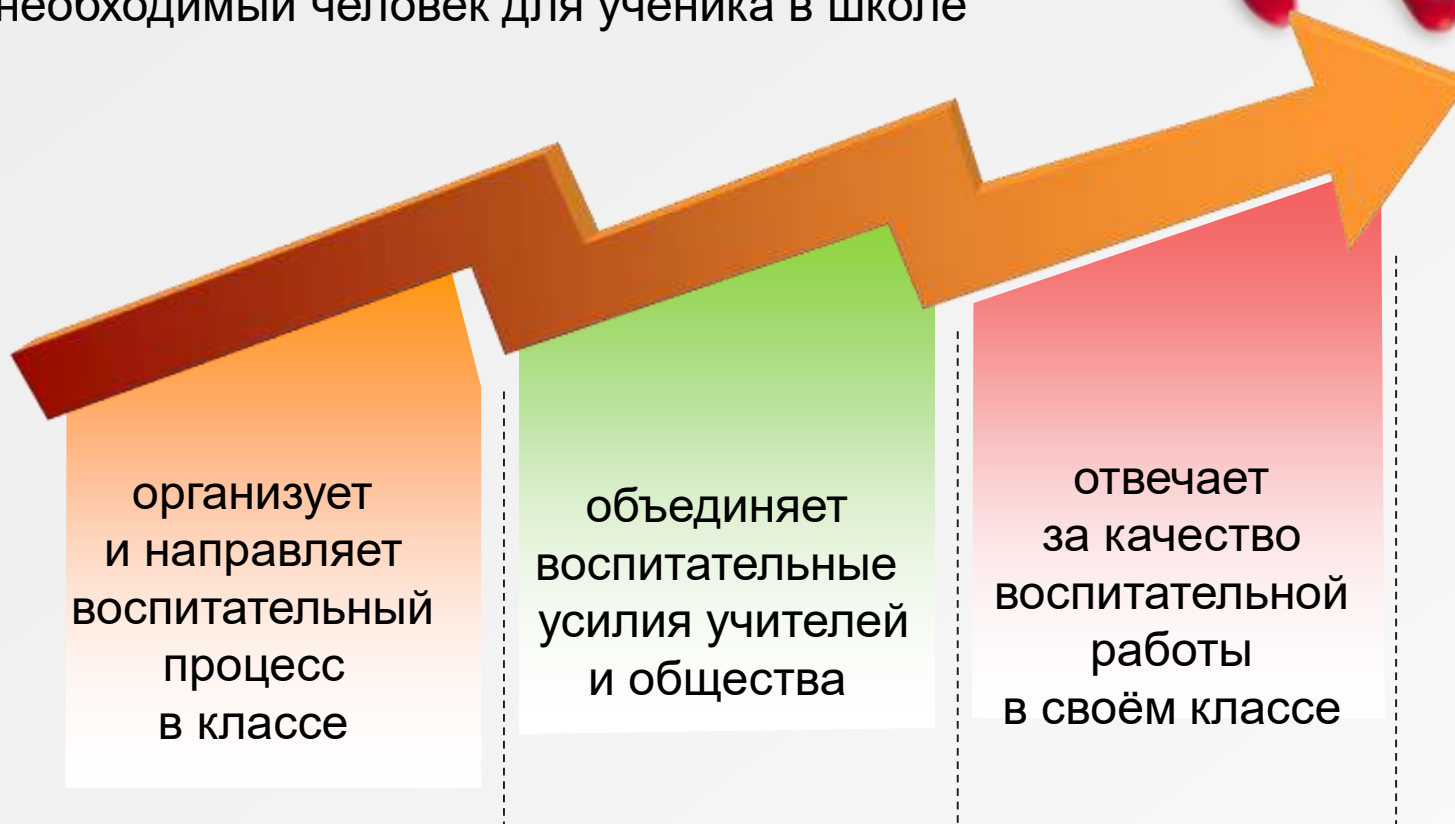 необходимый человек для ученика в школе
организует
и направляет
воспитательный
процесс
в классе
объединяет
воспитательные
усилия учителей
и общества
отвечает
за качество
воспитательной
работы
в своём классе